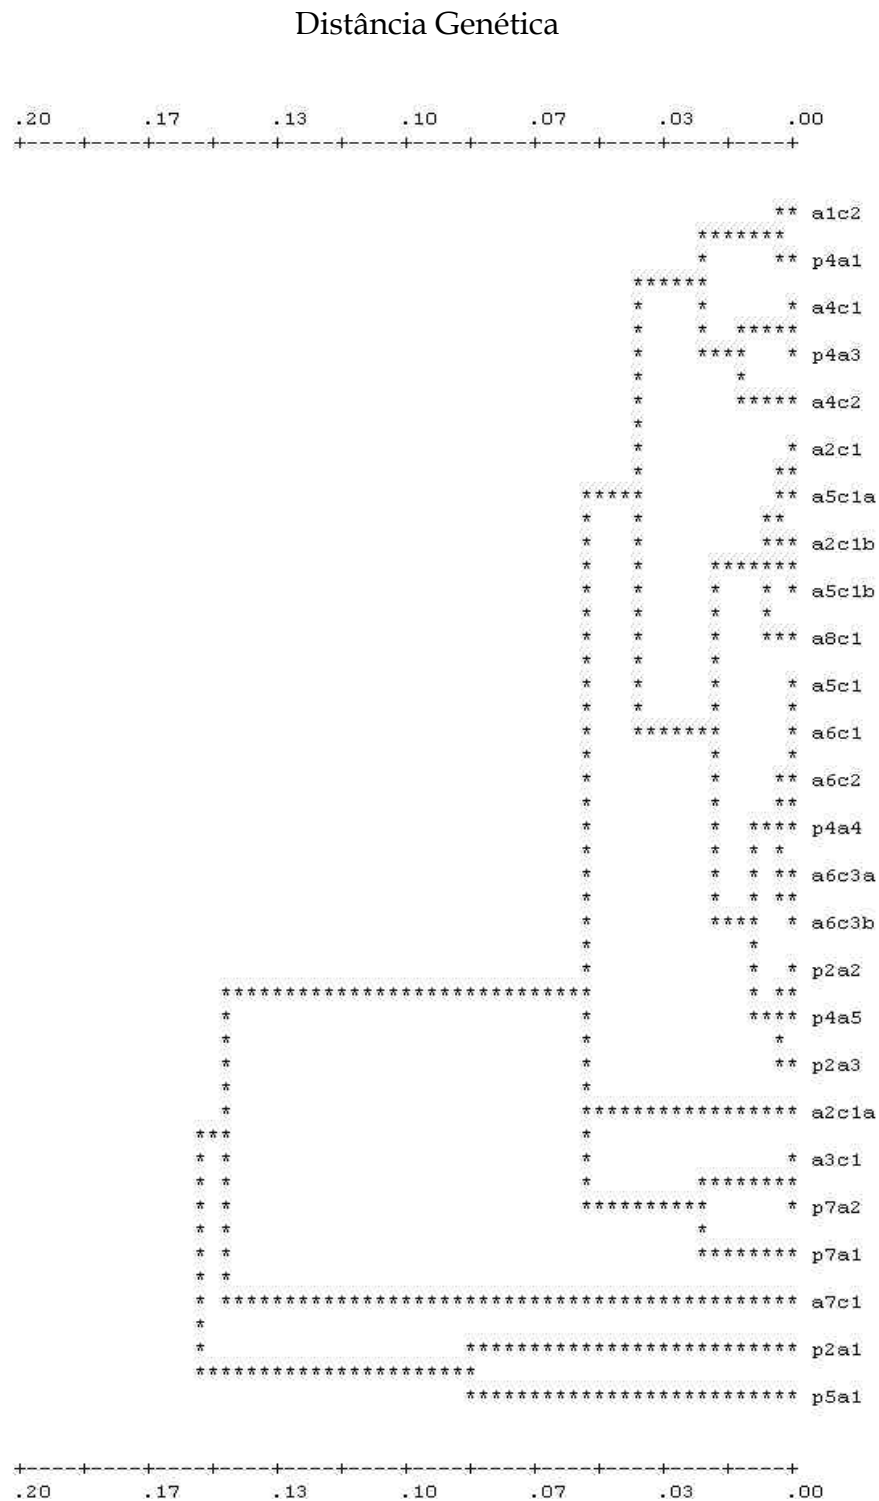 Distância Genética
.20 .17 .13 .10 .07 .03 .00
+----+----+----+----+----+----+----+----+----+----+----+----+
** a1c2
*******
* ** p4a1
******
* * * a4c1
* * *****
* **** * p4a3
* *
* ***** a4c2
*
* * a2c1
* **
***** ** a5c1a
* * **
* * *** a2c1b
* * *******
* * * * * a5c1b
* * * *
* * * *** a8c1
* * *
* * * * a5c1
* * * *
* ******* * a6c1
* * *
* * ** a6c2
* * **
* * **** p4a4
* * * *
* * * ** a6c3a
* * * **
* **** * a6c3b
* *
* * * p2a2
***************************** * **
* * **** p4a5
* * *
* * ** p2a3
* *
* ***************** a2c1a
*** *
* * * * a3c1
* * * ********
* * ********** * p7a2
* * *
* * ******** p7a1
* *
* ********************************************* a7c1
*
* ************************** p2a1
**********************
************************** p5a1
+----+----+----+----+----+----+----+----+----+----+----+----+
.20 .17 .13 .10 .07 .03 .00